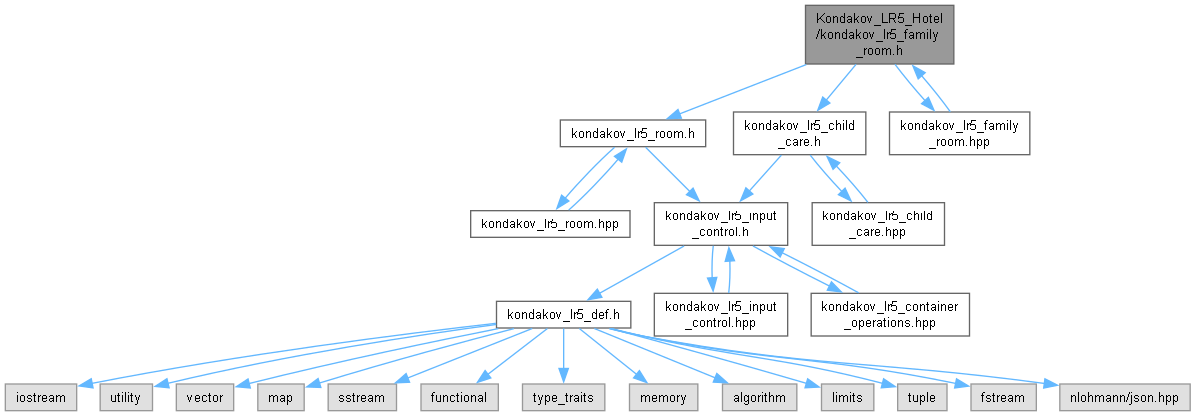 Kondakov_LR5_Hotel
/kondakov_lr5_family
_room.h
kondakov_lr5_room.h
kondakov_lr5_child
_care.h
kondakov_lr5_family
_room.hpp
kondakov_lr5_room.hpp
kondakov_lr5_input
_control.h
kondakov_lr5_child
_care.hpp
kondakov_lr5_def.h
kondakov_lr5_input
_control.hpp
kondakov_lr5_container
_operations.hpp
iostream
utility
vector
map
sstream
functional
type_traits
memory
algorithm
limits
tuple
fstream
nlohmann/json.hpp